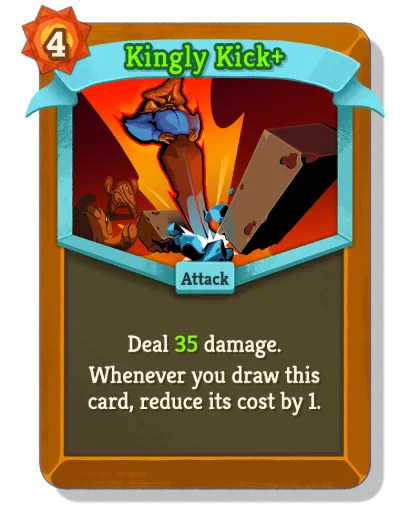 4
Kingly Kick+
Attack
Deal 35 damage.
Whenever you draw this
card, reduce its cost by 1.